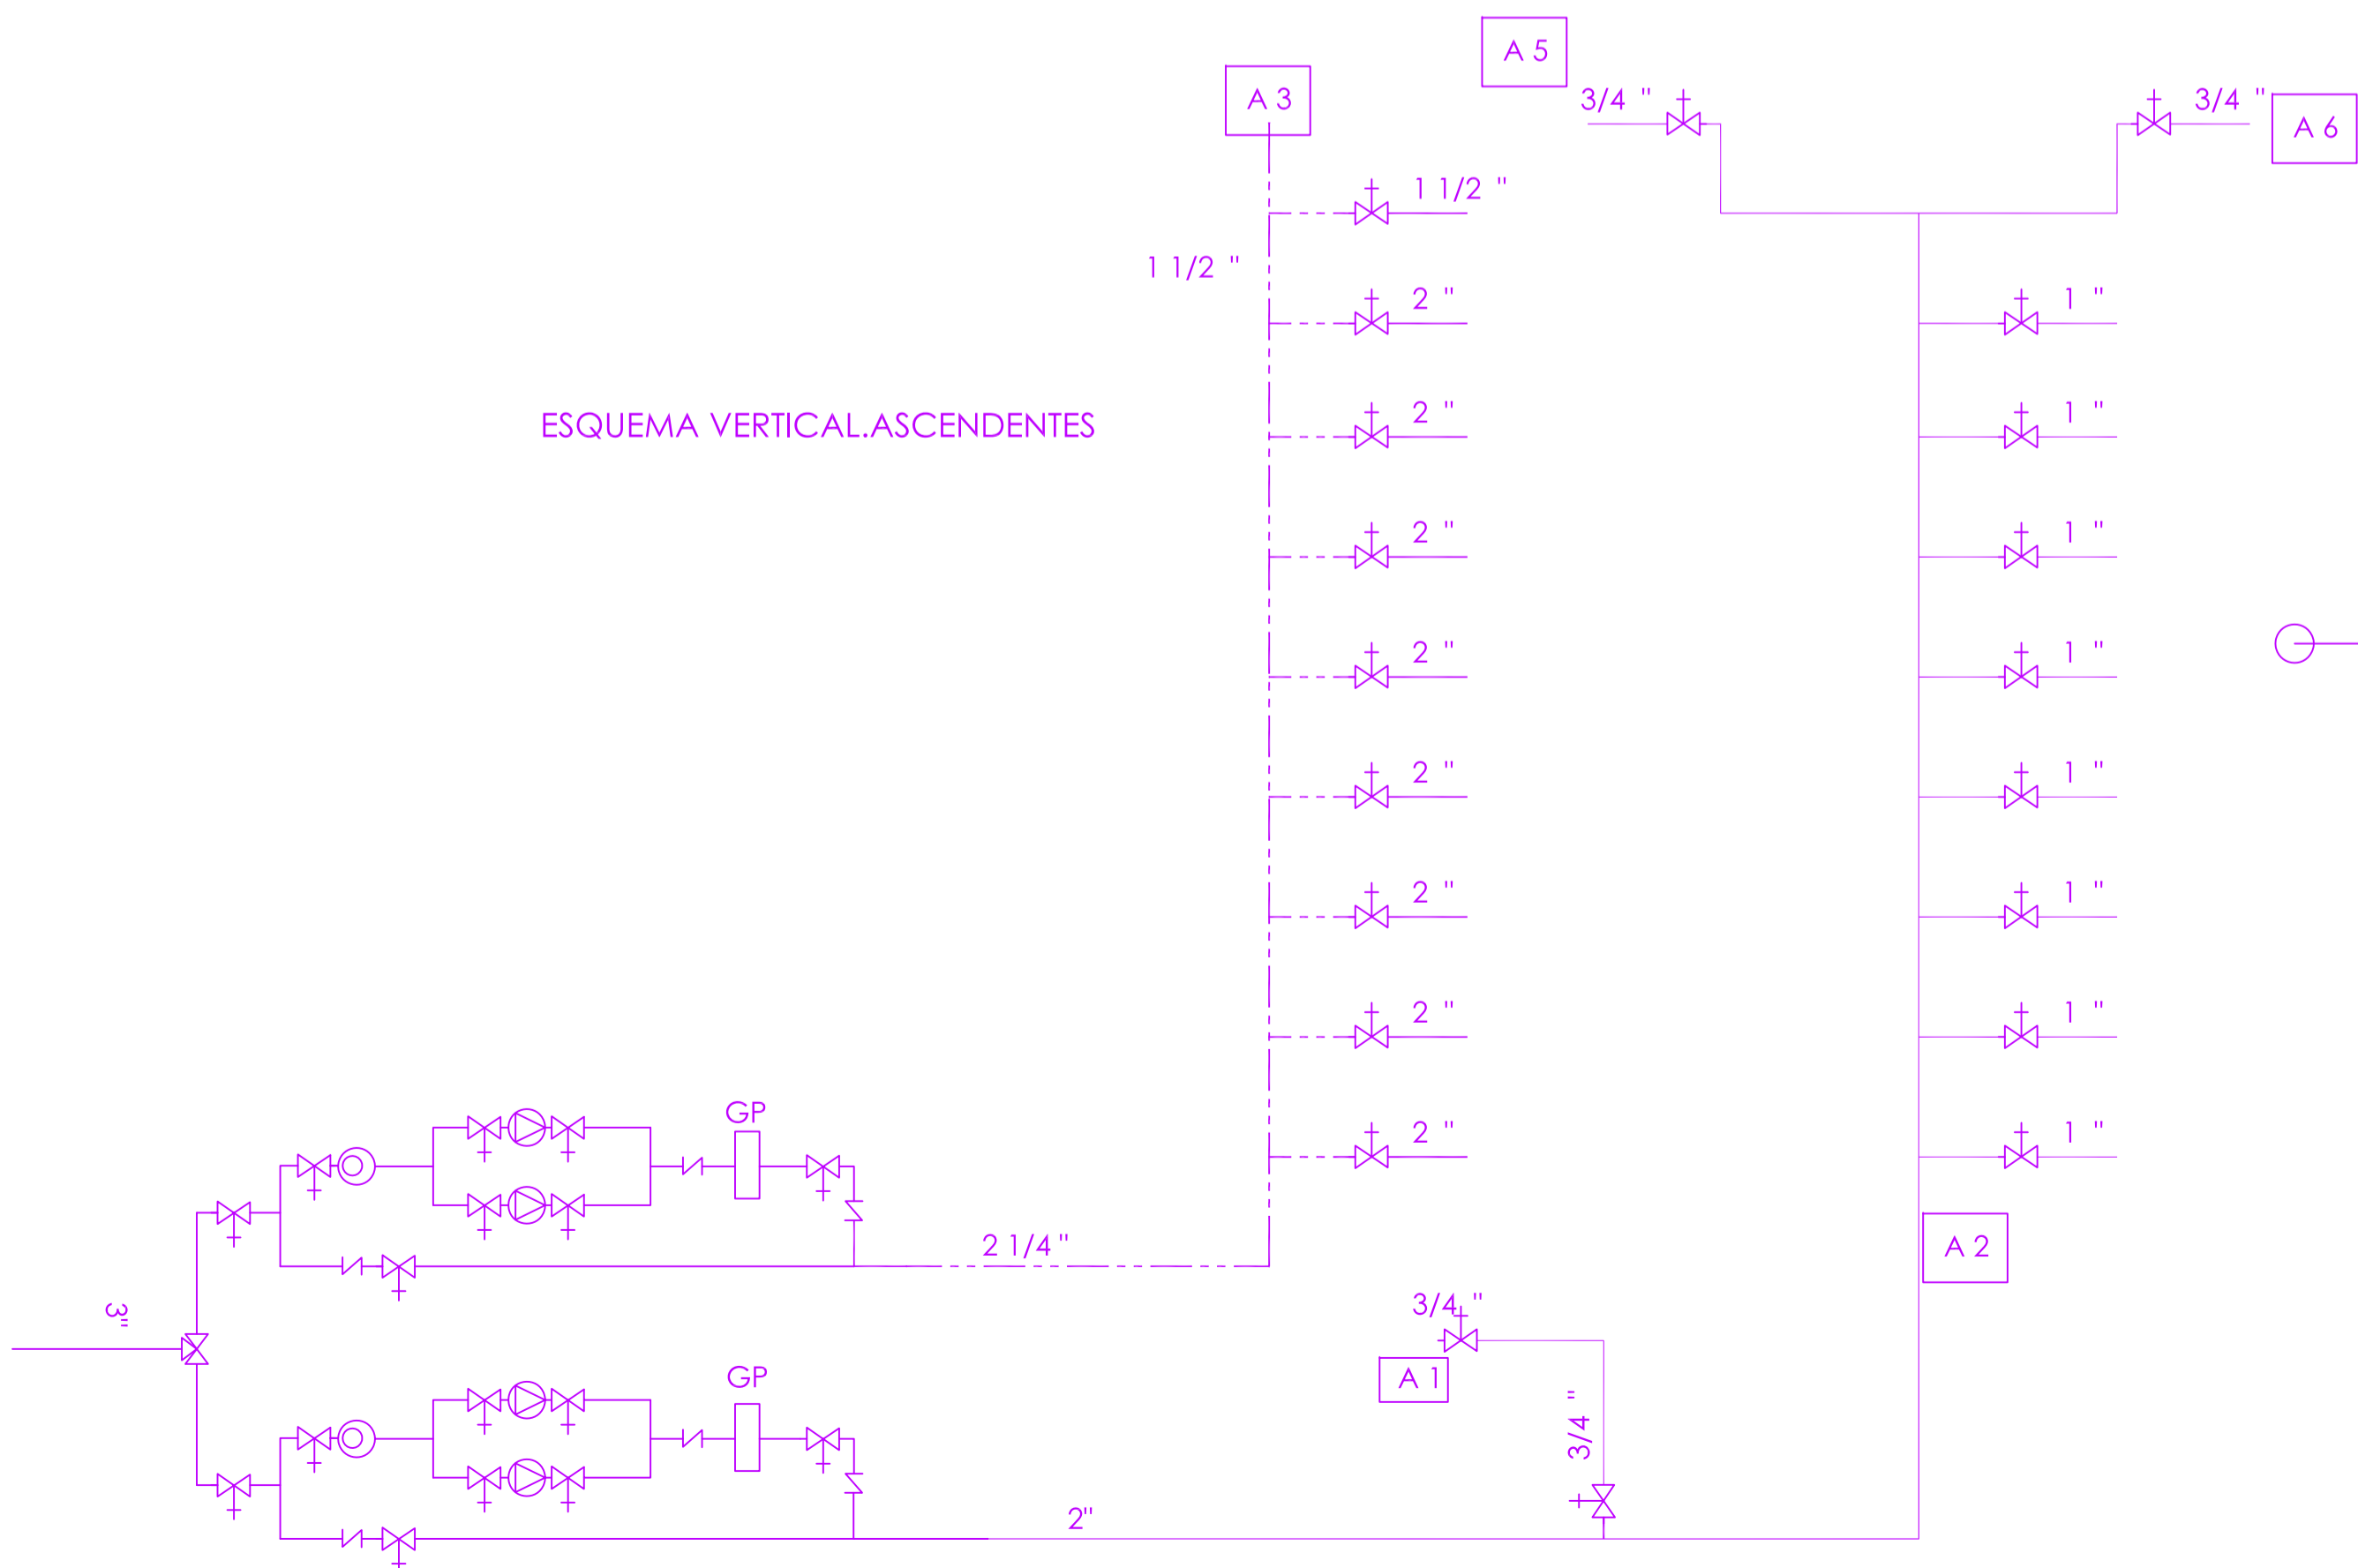 A 5
A 3
3/4 "
3/4 "
A 6
1 1/2 "
1 1/2 "
2 "
1 "
2 "
1 "
ESQUEMA VERTICAL.ASCENDENTES
2 "
1 "
2 "
1 "
2 "
1 "
2 "
1 "
2 "
1 "
GP
2 "
1 "
2 1/4 "
A 2
3"
3/4 "
GP
A 1
3/4 "
2"